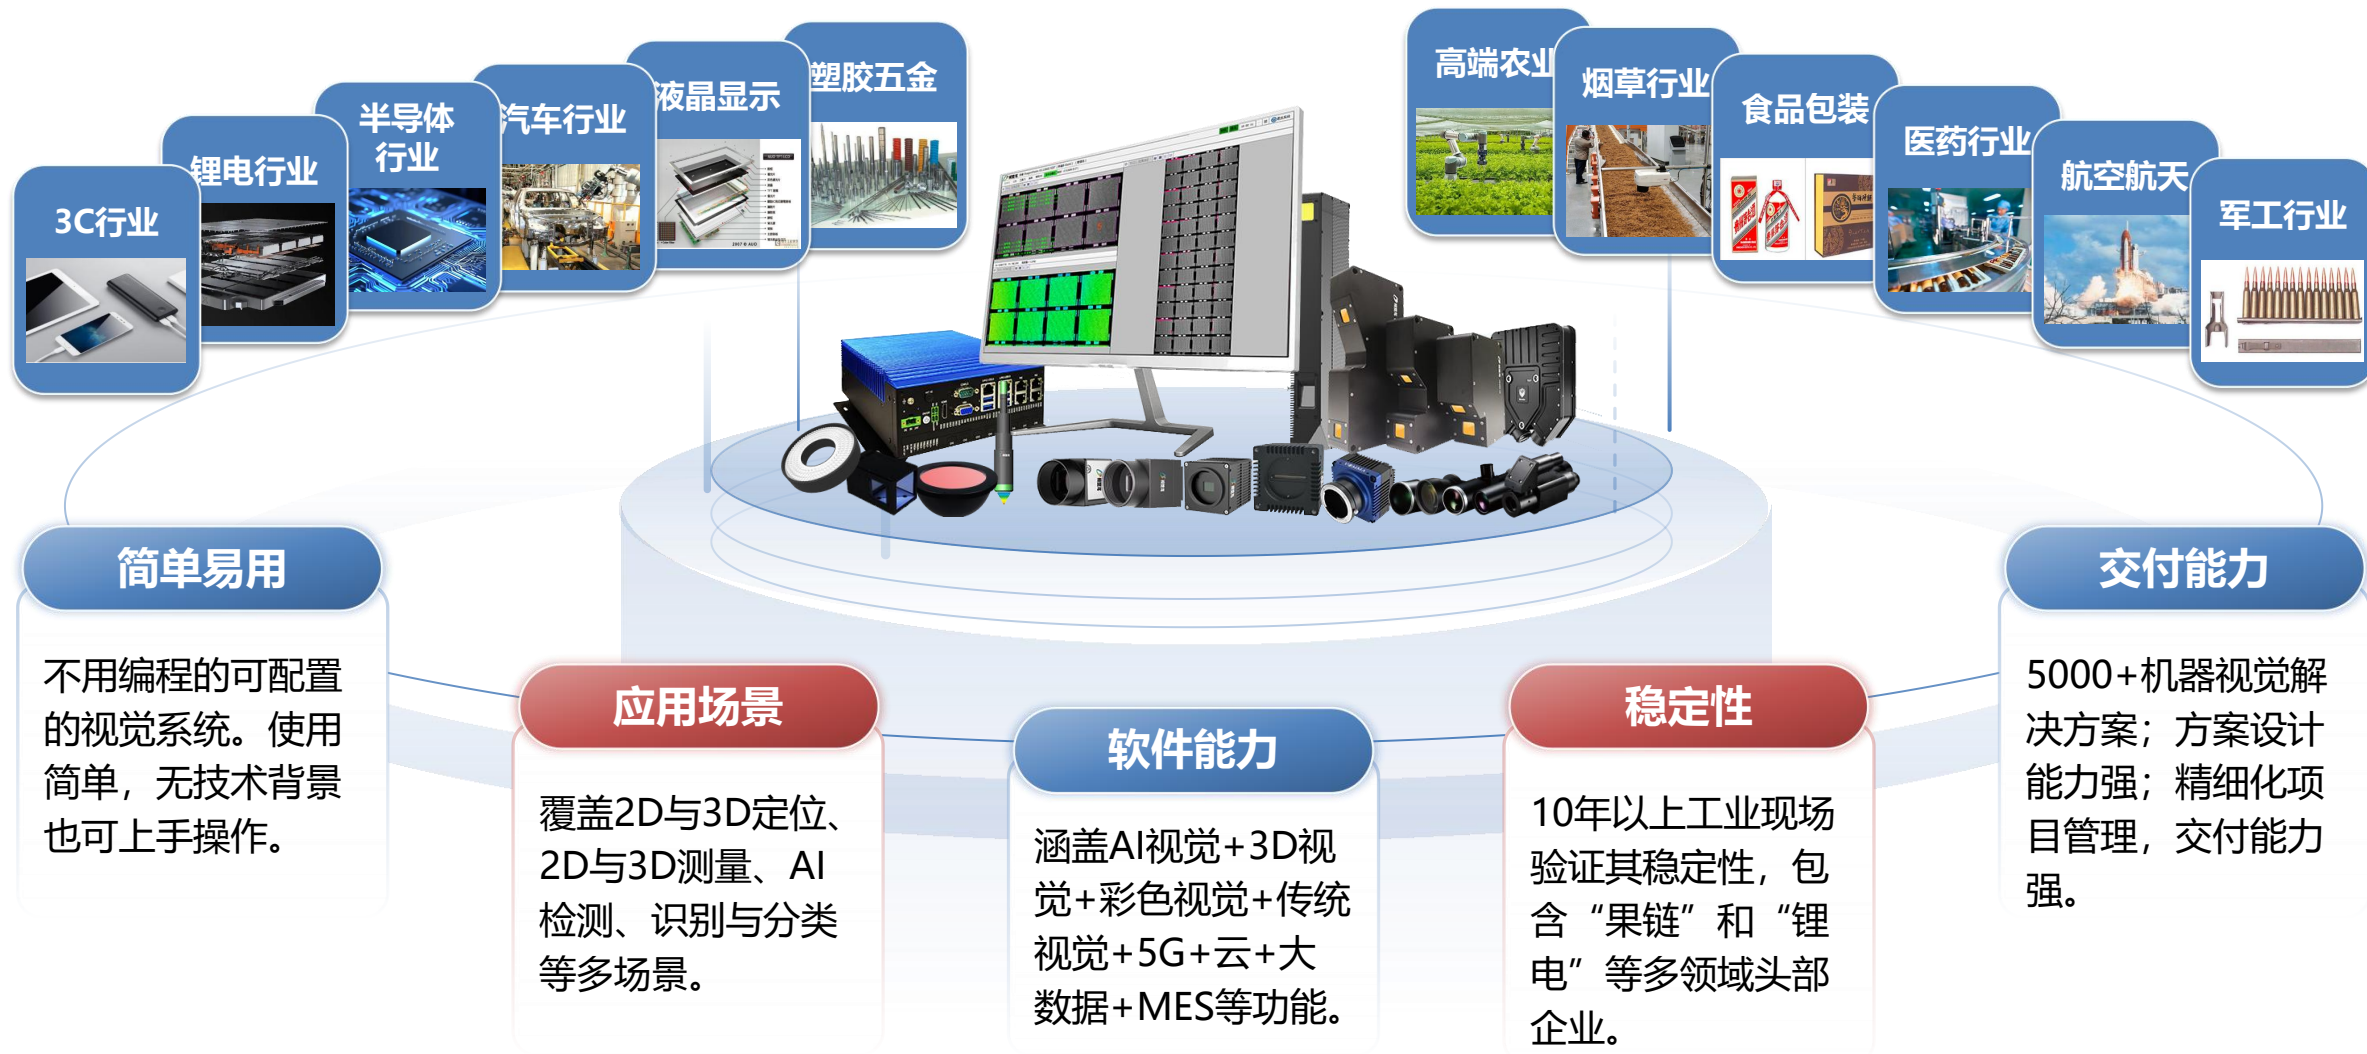 3C行业
锂电行业
半导体
行业
汽车行业
液晶显示
塑胶五金
高端农业
烟草行业
食品包装
医药行业
航空航天
军工行业
2007 © AUO
简单易用
不用编程的可配置
的视觉系统。使用
简单，无技术背景
也可上手操作。
应用场景
覆盖2D与3D定位、
2D与3D测量、AI
检测、识别与分类
等多场景。
软件能力
涵盖AI视觉+3D视
觉+彩色视觉+传统
视觉+5G+云+大
数据+MES等功能。
稳定性
10年以上工业现场
验证其稳定性，包
含“果链”和“锂
电”等多领域头部
企业。
交付能力
5000+机器视觉解
决方案；方案设计
能力强；精细化项
目管理，交付能力
强。